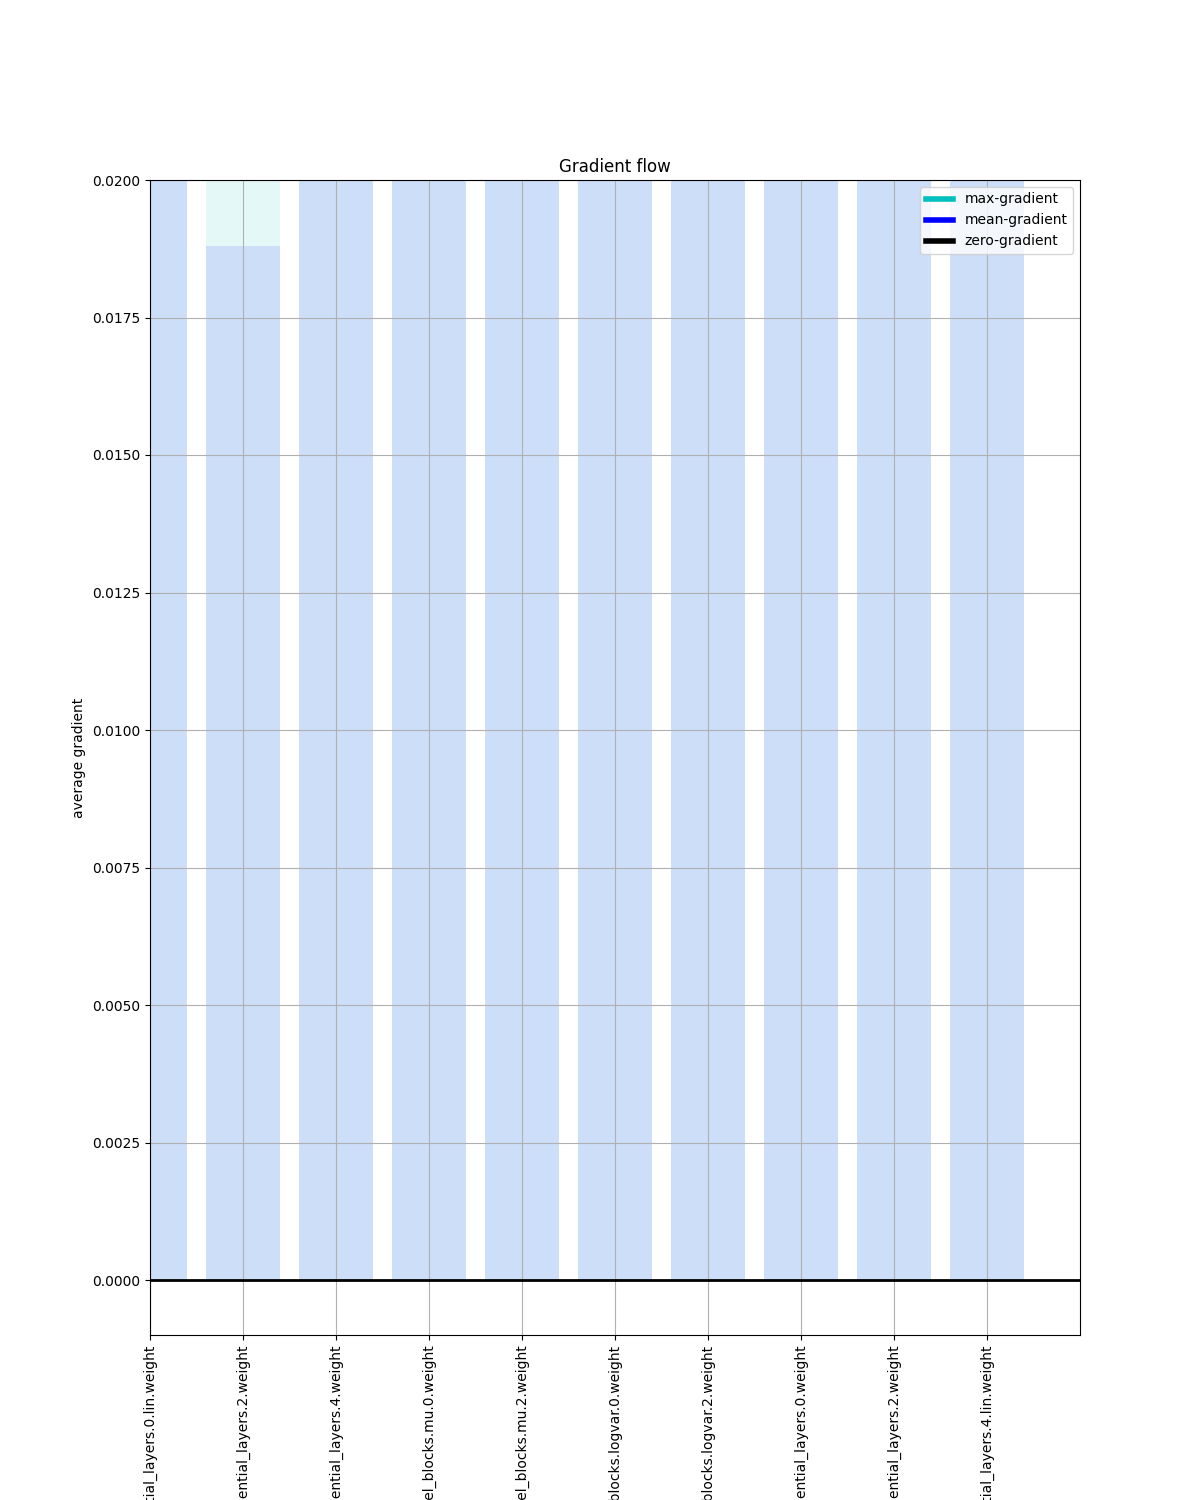 Gradient flow
max-gradient
mean-gradient
zero-gradient
0.0200
0.0175
0.0150
0.0125
0.0100
0.0075
0.0050
0.0025
0.0000
average gradient
tial_layers.0.lin.weight
ential_layers.2.weight
ential_layers.4.weight
el_blocks.mu.0.weight
el_blocks.mu.2.weight
blocks.logvar.0.weight
blocks.logvar.2.weight
ential_layers.0.weight
ential_layers.2.weight
tial_layers.4.lin.weight